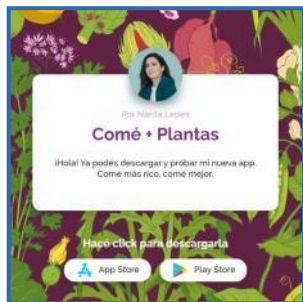 Por Narda Lepes
Comé + Plantas
¡Hola! Ya podés descargar y probar mi nueva app.
Comé más rico, comé mejor.
Hacé click para descargarla
App Store
Play Store